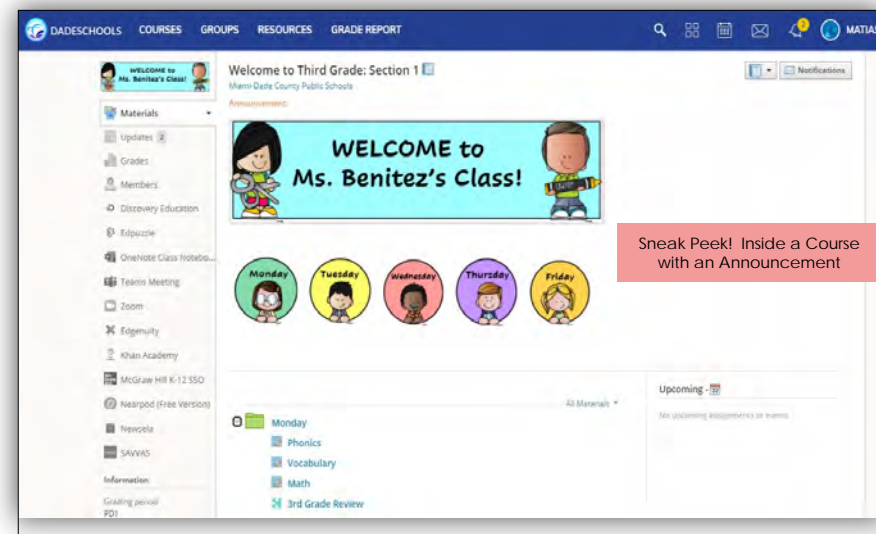 DADESCHOOLS COURSES GROUPS RESOURCES GRADE REPORT 2 MATIAS
WELCOME to
Ms. Benitez's Class!
Welcome to Third Grade: Section 1
Miami-Dade County Public Schools
Notifications
Announcement:
Materials
Updates 2
Grades
Members
Discovery Education
Edpuzzle
OneNote Class Notebo...
Teams Meeting
Zoom
Edgenuity
Khan Academy
McGraw Hill K-12 SSO
Nearpod (Free Version)
Newsela
SAVVAS
Information
Grading period
PD1
WELCOME to
Ms. Benitez's Class!
Sneak Peek! Inside a Course
with an Announcement
Monday Tuesday Wednesday Thursday Friday
All Materials
Monday
Phonics
Vocabulary
Math
3rd Grade Review
Upcoming
No upcoming assignments or events